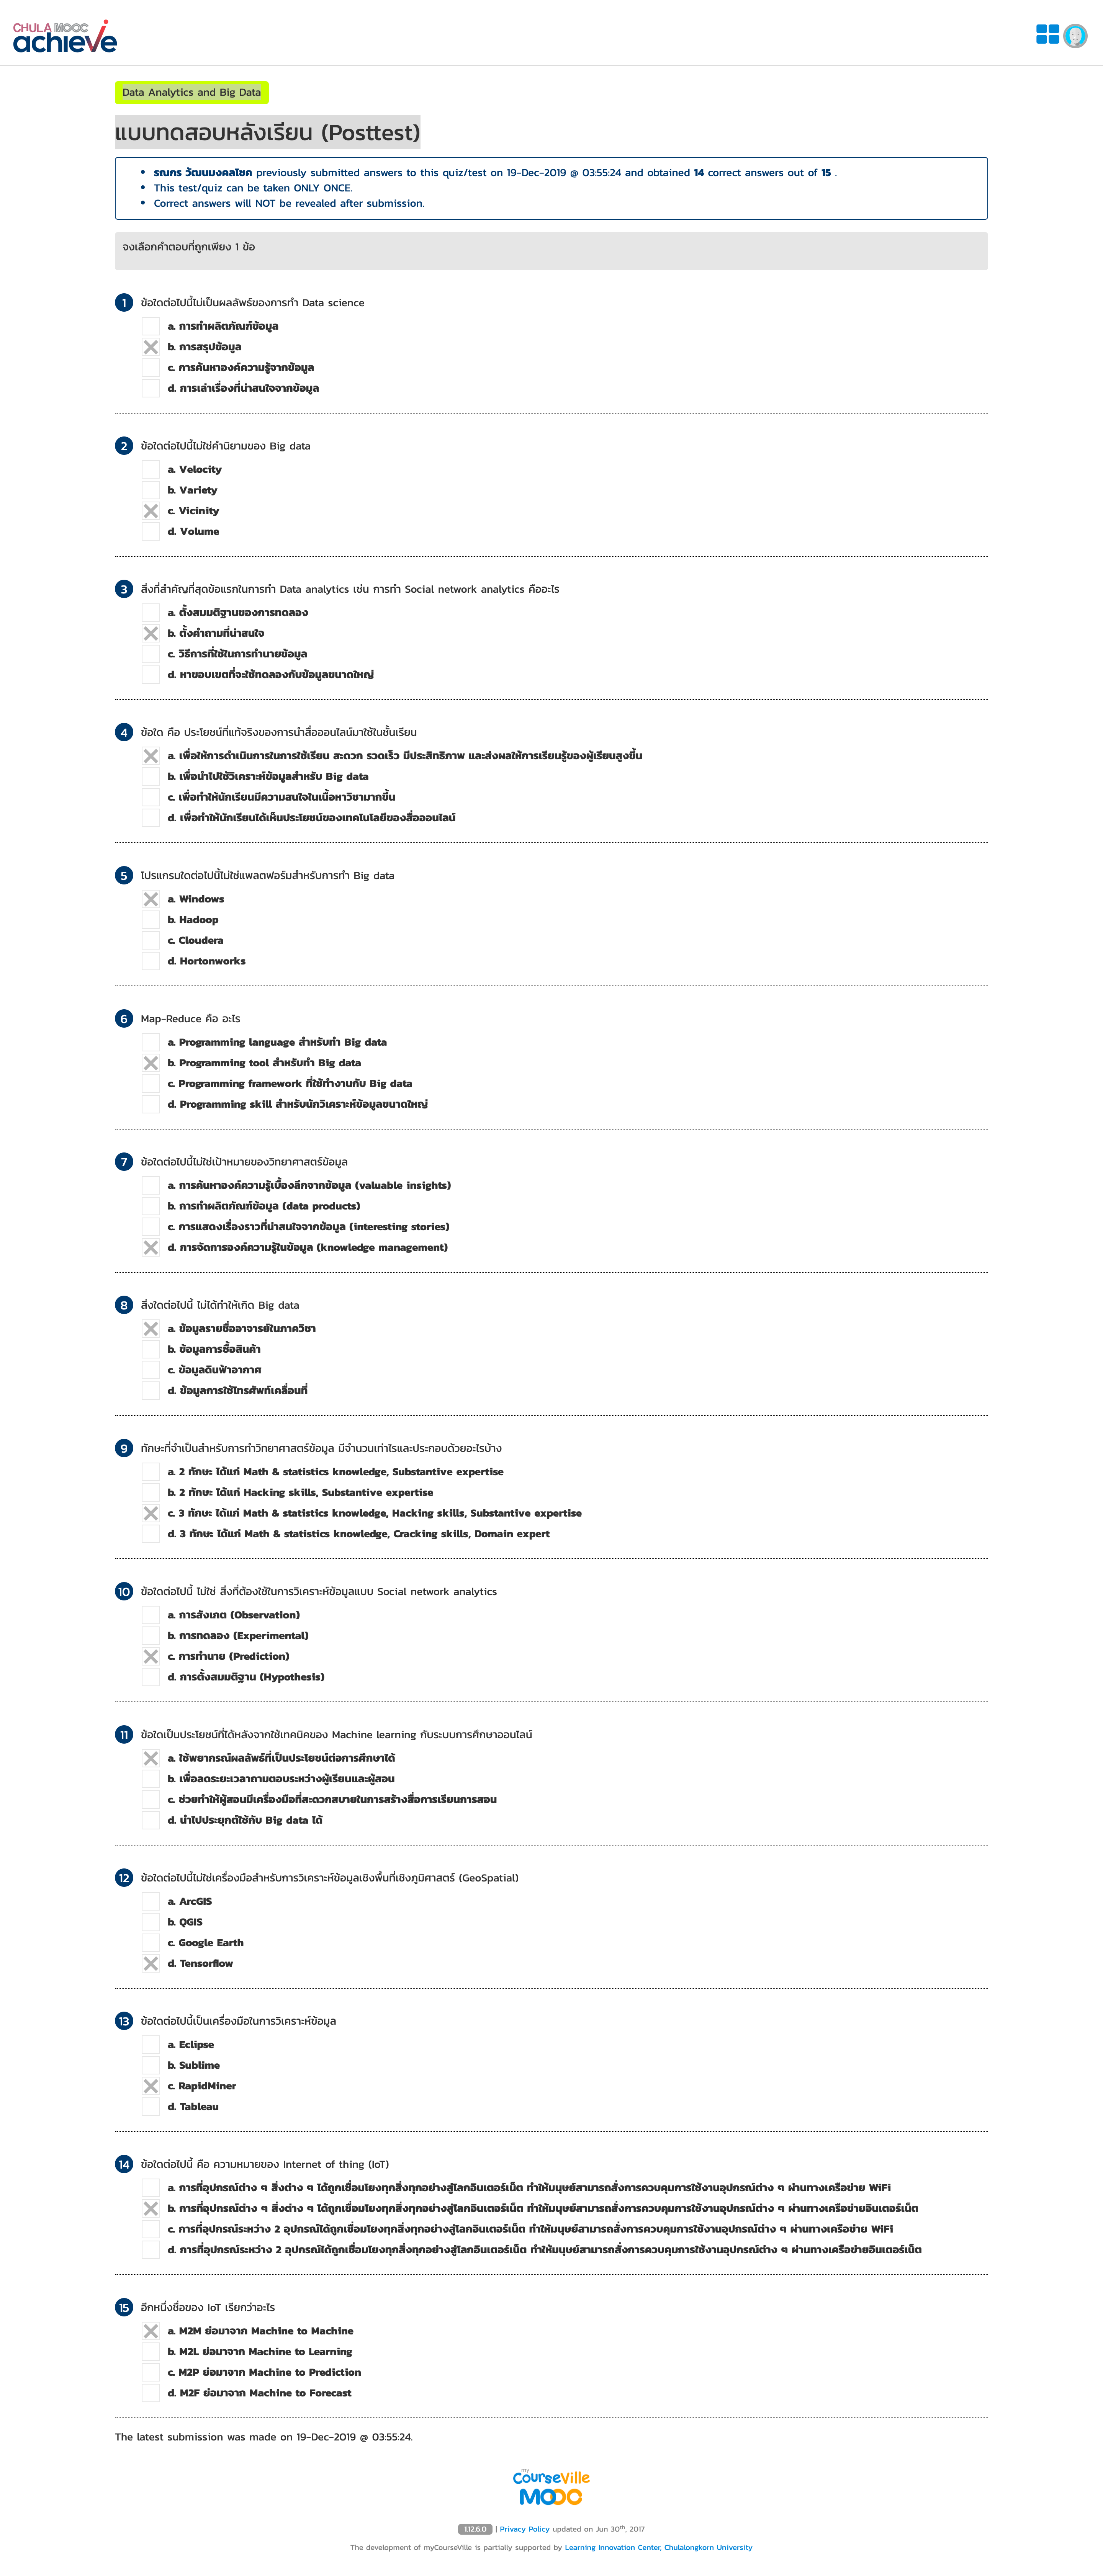 CHULA MOOC
achieve
Data Analytics and Big Data
แบบทดสอบหลังเรียน (Posttest)
รณกร วัฒนมงคลโชค previously submitted answers to this quiz/test on 19-Dec-2019 @ 03:55:24 and obtained 14 correct answers out of 15 .
This test/quiz can be taken ONLY ONCE.
Correct answers will NOT be revealed after submission.
จงเลือกคำตอบที่ถูกเพียง 1 ข้อ
1 ข้อใดต่อไปนี้ไม่เป็นผลลัพธ์ของการทำ Data science
a. การทำผลิตภัณฑ์ข้อมูล
b. การสรุปข้อมูล
c. การค้นหาองค์ความรู้จากข้อมูล
d. การเล่าเรื่องที่น่าสนใจจากข้อมูล
2 ข้อใดต่อไปนี้ไม่ใช่คำนิยามของ Big data
a. Velocity
b. Variety
c. Vicinity
d. Volume
3 สิ่งที่สำคัญที่สุดข้อแรกในการทำ Data analytics เช่น การทำ Social network analytics คืออะไร
a. ตั้งสมมติฐานของการทดลอง
b. ตั้งคำถามที่น่าสนใจ
c. วิธีการที่ใช้ในการทำนายข้อมูล
d. หาขอบเขตที่จะใช้ทดลองกับข้อมูลขนาดใหญ่
4 ข้อใด คือ ประโยชน์ที่แท้จริงของการนำสื่อออนไลน์มาใช้ในชั้นเรียน
a. เพื่อให้การดำเนินการในการใช้เรียน สะดวก รวดเร็ว มีประสิทธิภาพ และส่งผลให้การเรียนรู้ของผู้เรียนสูงขึ้น
b. เพื่อนำไปใช้วิเคราะห์ข้อมูลสำหรับ Big data
c. เพื่อทำให้นักเรียนมีความสนใจในเนื้อหาวิชามากขึ้น
d. เพื่อทำให้นักเรียนได้เห็นประโยชน์ของเทคโนโลยีของสื่อออนไลน์
5 โปรแกรมใดต่อไปนี้ไม่ใช่แพลตฟอร์มสำหรับการทำ Big data
a. Windows
b. Hadoop
c. Cloudera
d. Hortonworks
6 Map-Reduce คือ อะไร
a. Programming language สำหรับทำ Big data
b. Programming tool สำหรับทำ Big data
c. Programming framework ที่ใช้ทำงานกับ Big data
d. Programming skill สำหรับนักวิเคราะห์ข้อมูลขนาดใหญ่
7 ข้อใดต่อไปนี้ไม่ใช่เป้าหมายของวิทยาศาสตร์ข้อมูล
a. การค้นหาองค์ความรู้เบื้องลึกจากข้อมูล (valuable insights)
b. การทำผลิตภัณฑ์ข้อมูล (data products)
c. การแสดงเรื่องราวที่น่าสนใจจากข้อมูล (interesting stories)
d. การจัดการองค์ความรู้ในข้อมูล (knowledge management)
8 สิ่งใดต่อไปนี้ ไม่ได้ทำให้เกิด Big data
a. ข้อมูลรายชื่ออาจารย์ในภาควิชา
b. ข้อมูลการซื้อสินค้า
c. ข้อมูลดินฟ้าอากาศ
d. ข้อมูลการใช้โทรศัพท์เคลื่อนที่
9 ทักษะที่จำเป็นสำหรับการทำวิทยาศาสตร์ข้อมูล มีจำนวนเท่าไรและประกอบด้วยอะไรบ้าง
a. 2 ทักษะ ได้แก่ Math & statistics knowledge, Substantive expertise
b. 2 ทักษะ ได้แก่ Hacking skills, Substantive expertise
c. 3 ทักษะ ได้แก่ Math & statistics knowledge, Hacking skills, Substantive expertise
d. 3 ทักษะ ได้แก่ Math & statistics knowledge, Cracking skills, Domain expert
10 ข้อใดต่อไปนี้ ไม่ใช่ สิ่งที่ต้องใช้ในการวิเคราะห์ข้อมูลแบบ Social network analytics
a. การสังเกต (Observation)
b. การทดลอง (Experimental)
c. การทำนาย (Prediction)
d. การตั้งสมมติฐาน (Hypothesis)
11 ข้อใดเป็นประโยชน์ที่ได้หลังจากใช้เทคนิคของ Machine learning กับระบบการศึกษาออนไลน์
a. ใช้พยากรณ์ผลลัพธ์ที่เป็นประโยชน์ต่อการศึกษาได้
b. เพื่อลดระยะเวลาถามตอบระหว่างผู้เรียนและผู้สอน
c. ช่วยทำให้ผู้สอนมีเครื่องมือที่สะดวกสบายในการสร้างสื่อการเรียนการสอน
d. นำไปประยุกต์ใช้กับ Big data ได้
12 ข้อใดต่อไปนี้ไม่ใช่เครื่องมือสำหรับการวิเคราะห์ข้อมูลเชิงพื้นที่เชิงภูมิศาสตร์ (GeoSpatial)
a. ArcGIS
b. QGIS
c. Google Earth
d. Tensorflow
13 ข้อใดต่อไปนี้เป็นเครื่องมือในการวิเคราะห์ข้อมูล
a. Eclipse
b. Sublime
c. RapidMiner
d. Tableau
14 ข้อใดต่อไปนี้ คือ ความหมายของ Internet of thing (IoT)
a. การที่อุปกรณ์ต่าง ๆ สิ่งต่าง ๆ ได้ถูกเชื่อมโยงทุกสิ่งทุกอย่างสู่โลกอินเตอร์เน็ต ทำให้มนุษย์สามารถสั่งการควบคุมการใช้งานอุปกรณ์ต่าง ๆ ผ่านทางเครือข่าย WiFi
b. การที่อุปกรณ์ต่าง ๆ สิ่งต่าง ๆ ได้ถูกเชื่อมโยงทุกสิ่งทุกอย่างสู่โลกอินเตอร์เน็ต ทำให้มนุษย์สามารถสั่งการควบคุมการใช้งานอุปกรณ์ต่าง ๆ ผ่านทางเครือข่ายอินเตอร์เน็ต
c. การที่อุปกรณ์ระหว่าง 2 อุปกรณ์ได้ถูกเชื่อมโยงทุกสิ่งทุกอย่างสู่โลกอินเตอร์เน็ต ทำให้มนุษย์สามารถสั่งการควบคุมการใช้งานอุปกรณ์ต่าง ๆ ผ่านทางเครือข่าย WiFi
d. การที่อุปกรณ์ระหว่าง 2 อุปกรณ์ได้ถูกเชื่อมโยงทุกสิ่งทุกอย่างสู่โลกอินเตอร์เน็ต ทำให้มนุษย์สามารถสั่งการควบคุมการใช้งานอุปกรณ์ต่าง ๆ ผ่านทางเครือข่ายอินเตอร์เน็ต
15 อีกหนึ่งชื่อของ IoT เรียกว่าอะไร
a. M2M ย่อมาจาก Machine to Machine
b. M2L ย่อมาจาก Machine to Learning
c. M2P ย่อมาจาก Machine to Prediction
d. M2F ย่อมาจาก Machine to Forecast
The latest submission was made on 19-Dec-2019 @ 03:55:24.
my
CourseVille
MOOC
1.12.6.0 | Privacy Policy updated on Jun 30th, 2017
The development of myCourseVille is partially supported by Learning Innovation Center, Chulalongkorn University